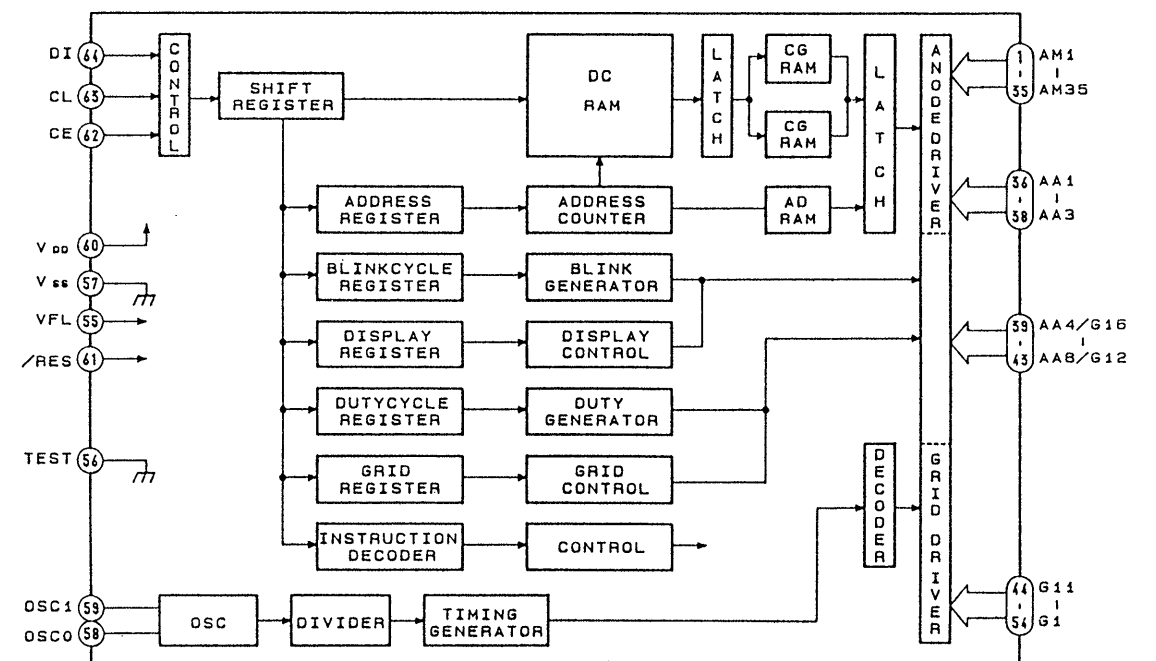 DI 64
CL 63
CE 62
CONTROL
SHIFT
REGISTER
DC
RAM
LATCH
CG
RAM
CG
RAM
LATCH
ANODE DRIVER
1
35
AM1
AM35
ADDRESS
REGISTER
ADDRESS
COUNTER
AD
RAM
36
38
AA1
AA3
VDD 60
VSS 57
VFL 55
/RES 61
BLINKCYCLE
REGISTER
BLINK
GENERATOR
DISPLAY
REGISTER
DISPLAY
CONTROL
39
43
AA4/G16
AA8/G12
DUTYCYCLE
REGISTER
DUTY
GENERATOR
TEST 56
GRID
REGISTER
GRID
CONTROL
DECODER
GRID DRIVER
INSTRUCTION
DECODER
CONTROL
44
54
G11
G1
OSC1 59
OSCO 58
OSC
DIVIDER
TIMING
GENERATOR